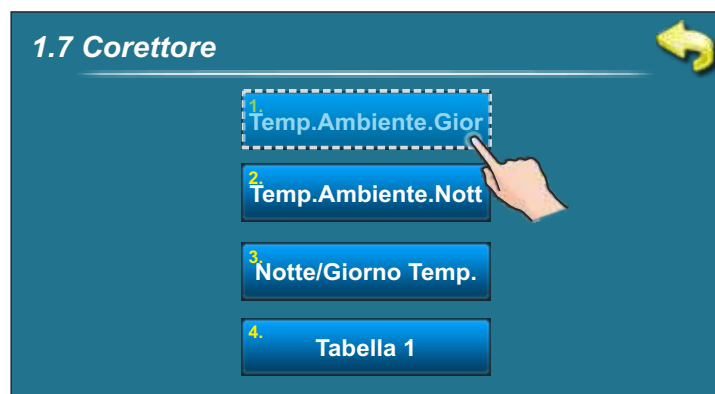 1.7 Corettore
1.
Temp.Ambiente.Gior
2.
Temp.Ambiente.Nott
3.
Notte/Giorno Temp.
4.
Tabella 1